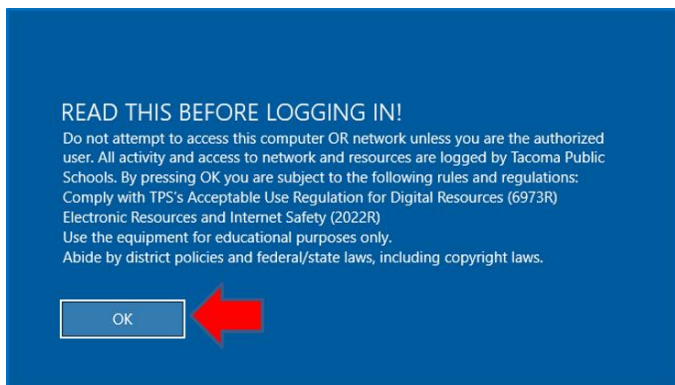 READ THIS BEFORE LOGGING IN!
Do not attempt to access this computer OR network unless you are the authorized
user. All activity and access to network and resources are logged by Tacoma Public
Schools. By pressing OK you are subject to the following rules and regulations:
Comply with TPS's Acceptable Use Regulation for Digital Resources (6973R)
Electronic Resources and Internet Safety (2022R)
Use the equipment for educational purposes only.
Abide by district policies and federal/state laws, including copyright laws.
OK